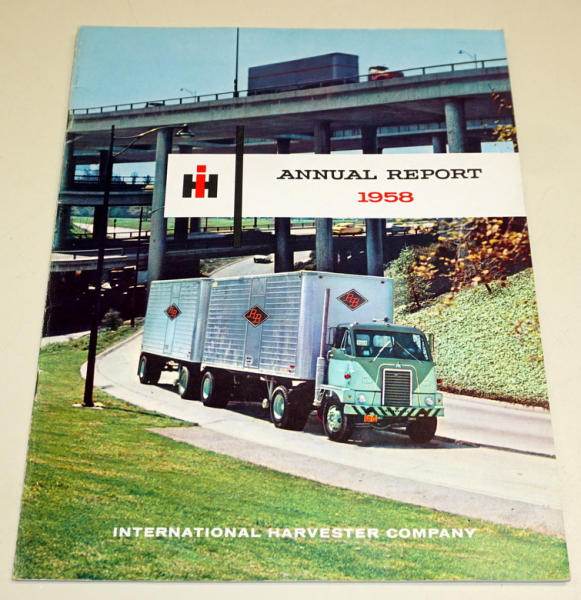 IH
ANNUAL REPORT
1958
INTERNATIONAL HARVESTER COMPANY